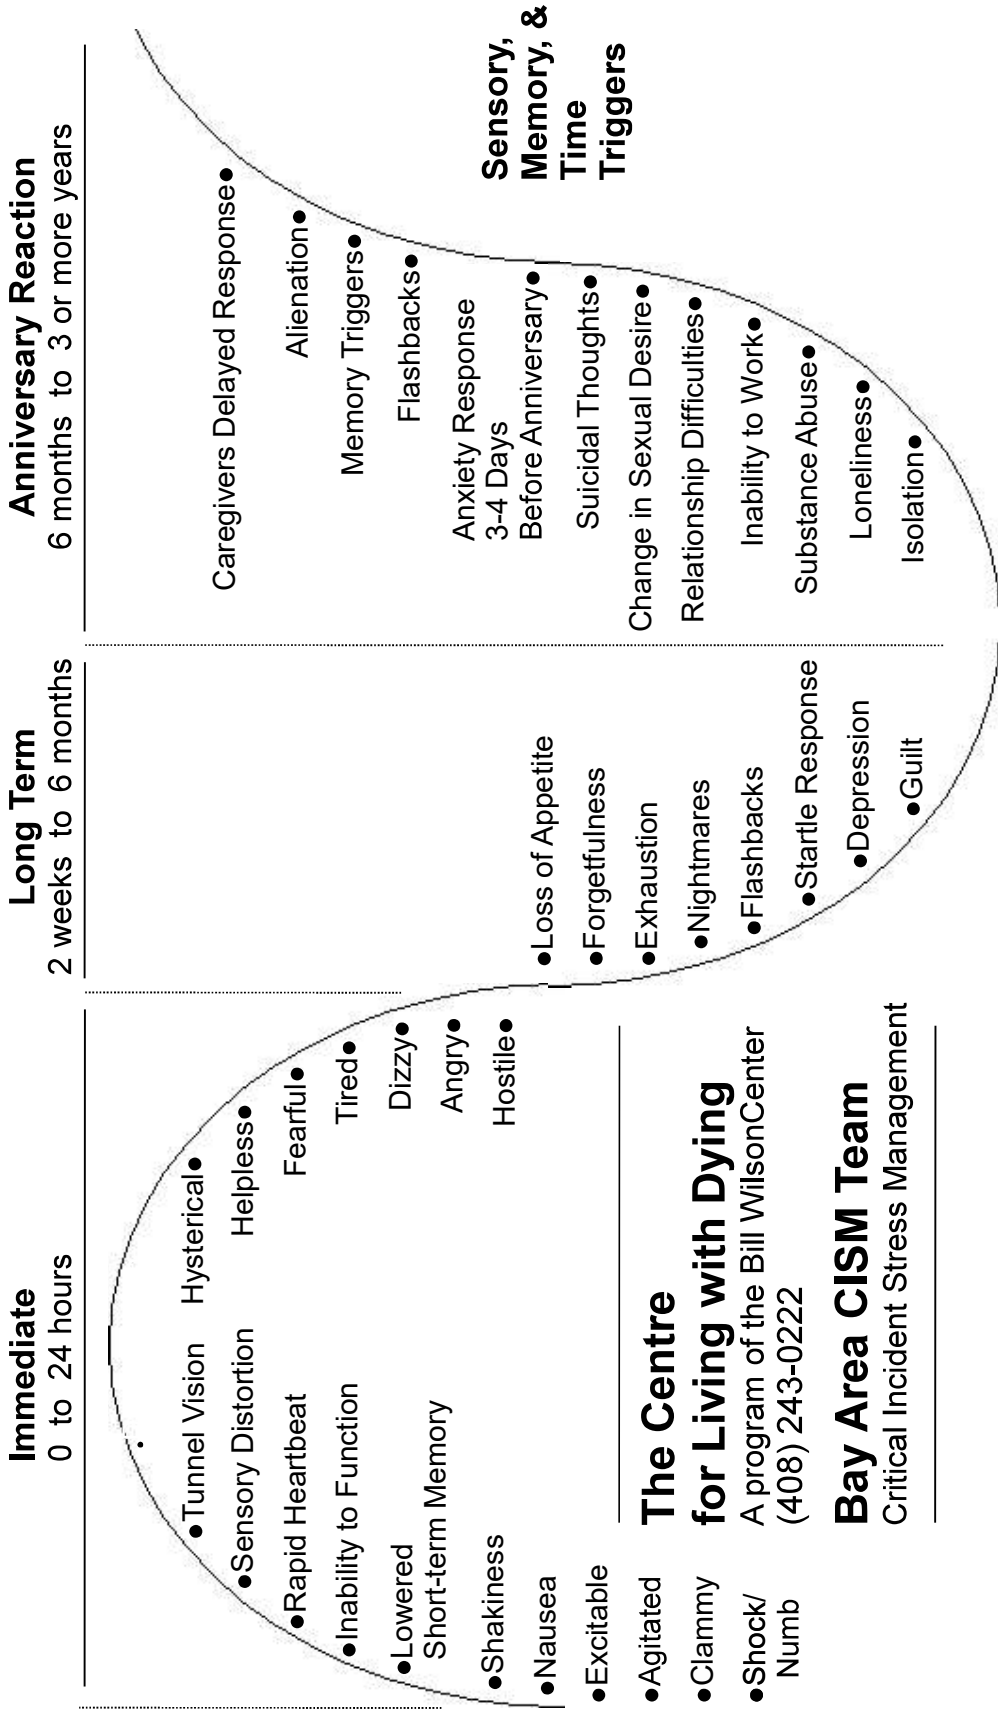 Immediate
0 to 24 hours
Long Term
2 weeks to 6 months
Anniversary Reaction
6 months to 3 or more years
Tunnel Vision
Sensory Distortion
Rapid Heartbeat
Inability to Function
Lowered
Short-term Memory
Shakiness
Nausea
Excitable
Agitated
Clammy
Shock/
Numb
Hysterical
Helpless
Fearful
Tired
Dizzy
Angry
Hostile
The Centre
for Living with Dying
A program of the Bill WilsonCenter
(408) 243-0222
Bay Area CISM Team
Critical Incident Stress Management
Loss of Appetite
Forgetfulness
Exhaustion
Nightmares
Flashbacks
Startle Response
Depression
Guilt
Caregivers Delayed Response
Alienation
Memory Triggers
Flashbacks
Anxiety Response
3-4 Days
Before Anniversary
Suicidal Thoughts
Change in Sexual Desire
Relationship Difficulties
Inability to Work
Substance Abuse
Loneliness
Isolation
Sensory,
Memory, &
Time
Triggers